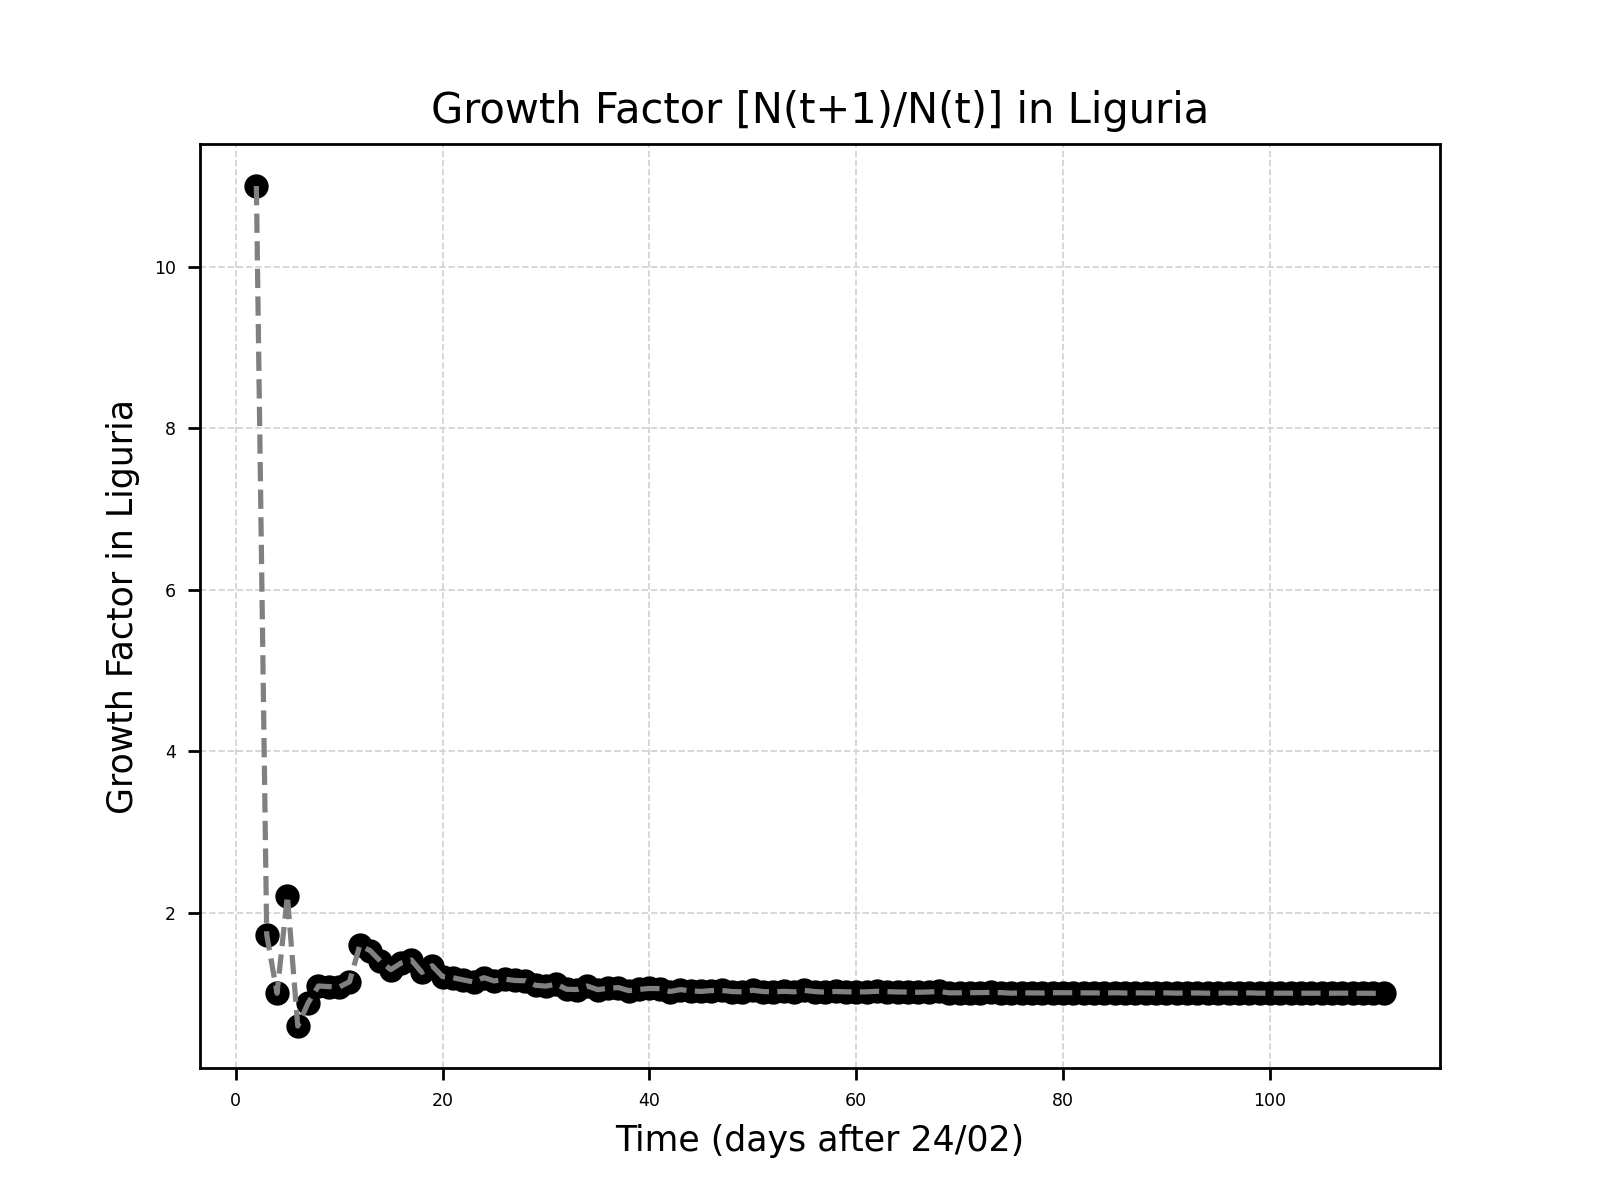 Growth Factor [N(t+1)/N(t)] in Liguria
Growth Factor in Liguria
10
8
6
4
2
0 20 40 60 80 100
Time (days after 24/02)